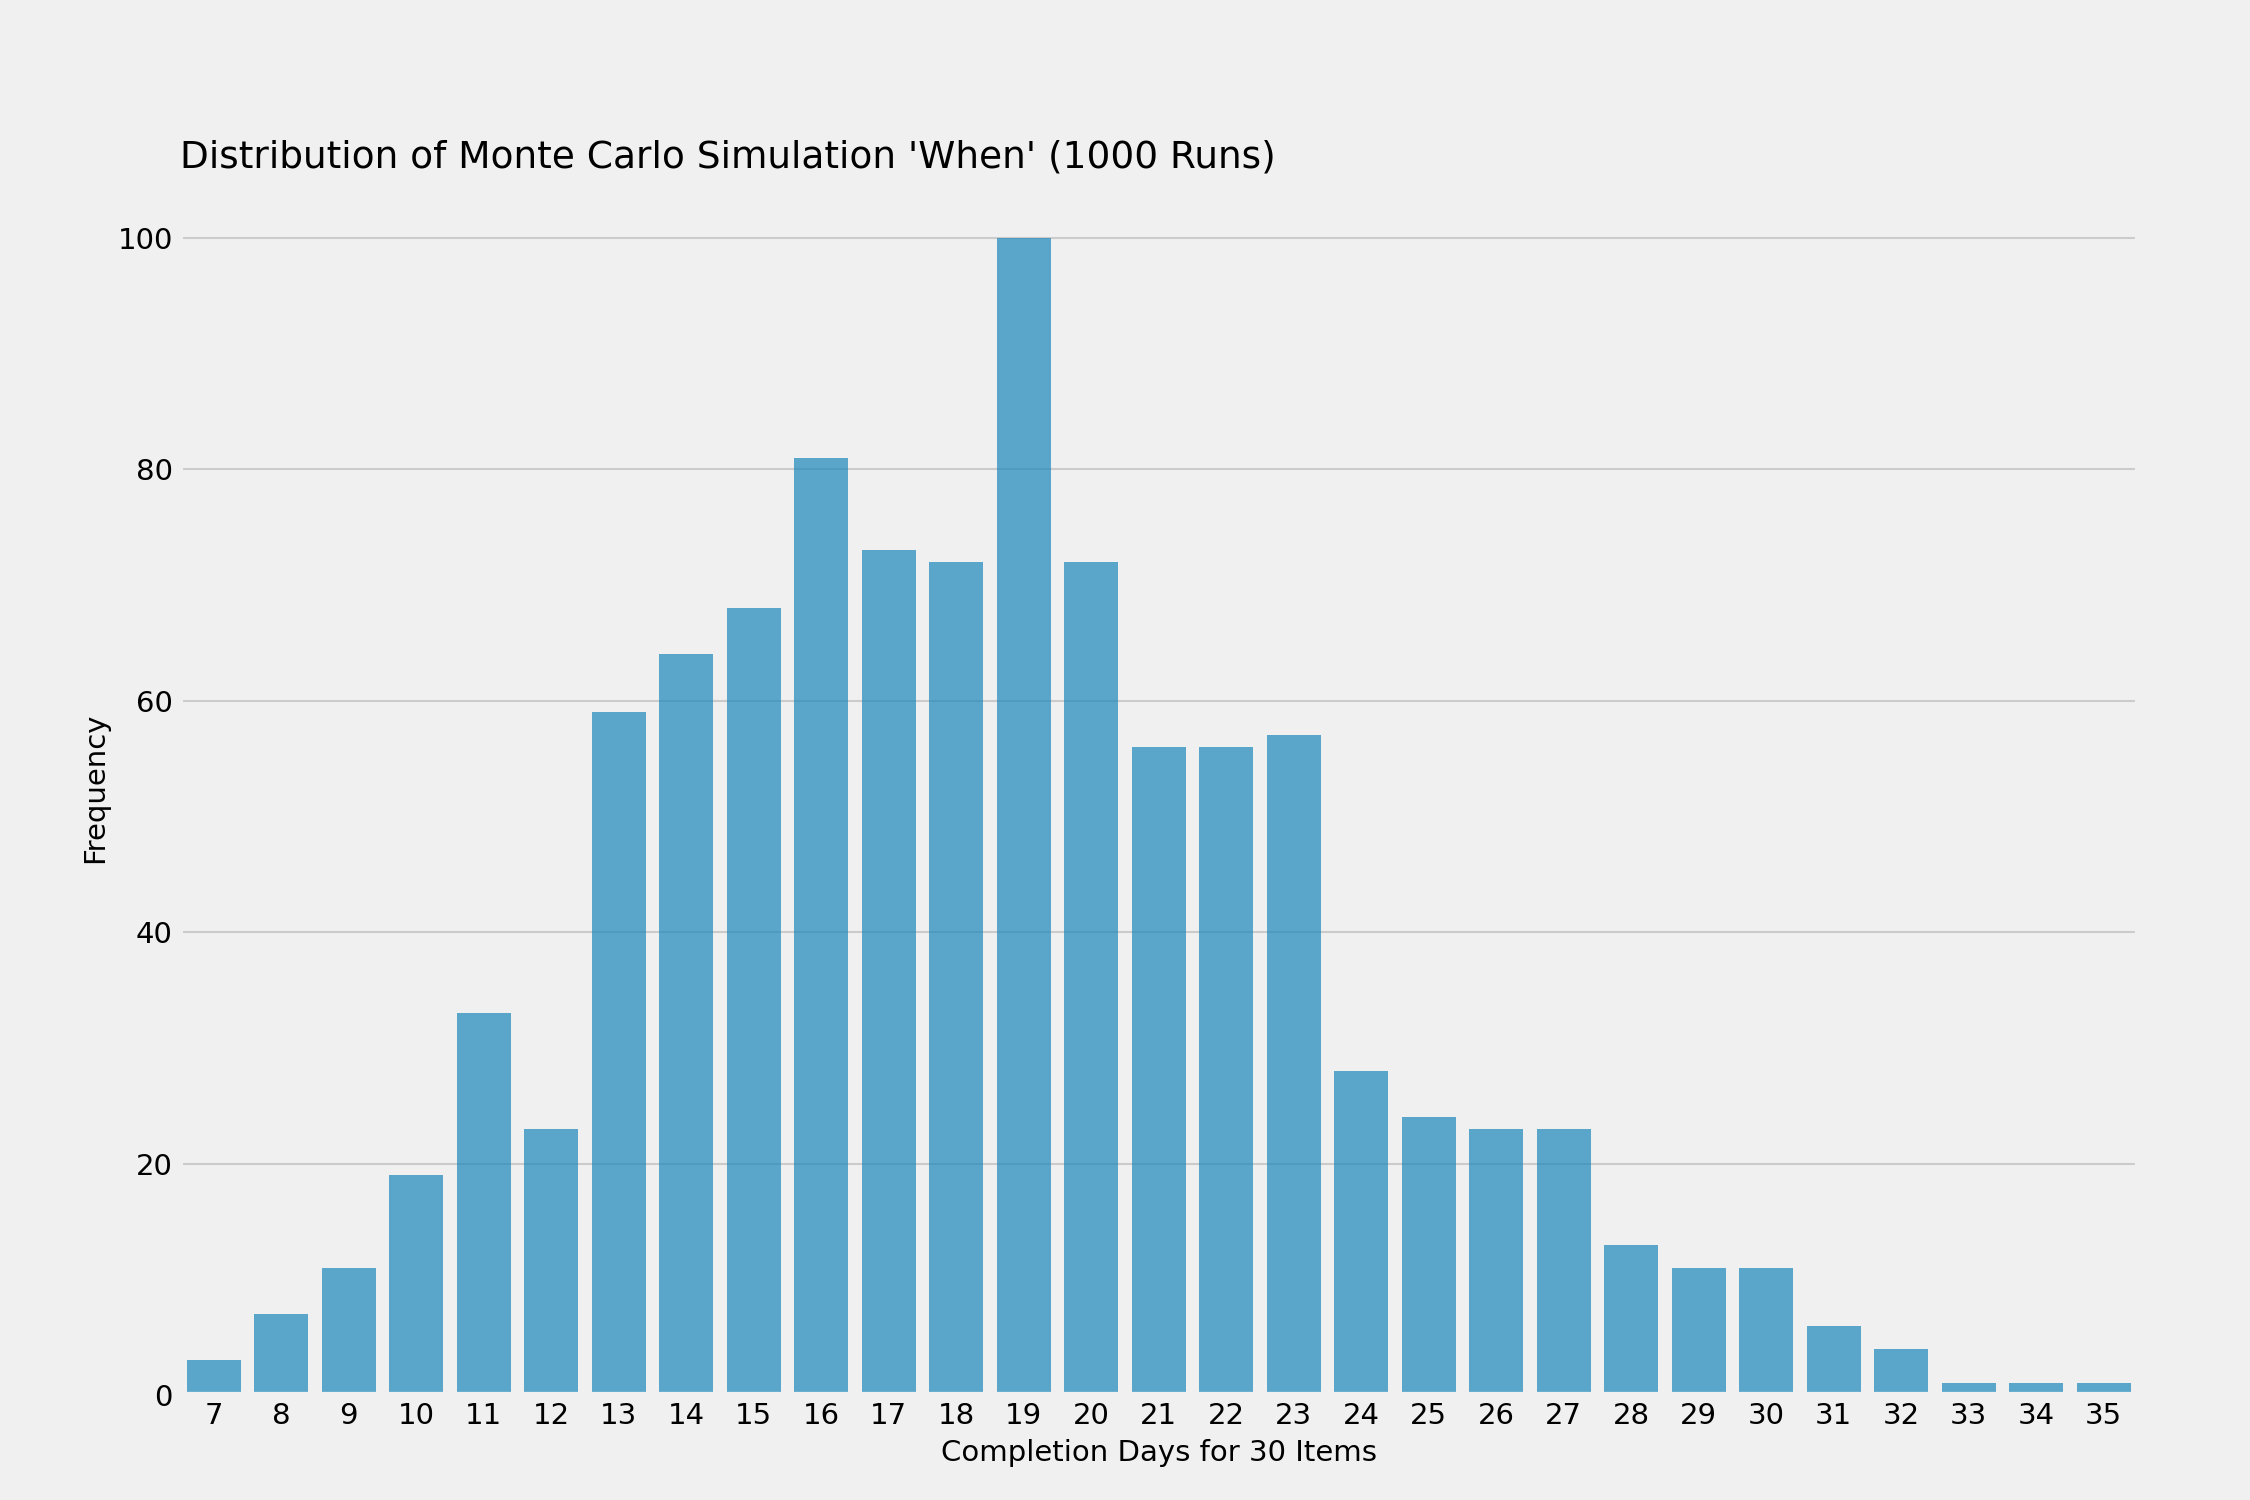 Distribution of Monte Carlo Simulation 'When' (1000 Runs)
100
80
60
40
20
0
Frequency
7 8 9 10 11 12 13 14 15 16 17 18 19 20 21 22 23 24 25 26 27 28 29 30 31 32 33 34 35
Completion Days for 30 Items